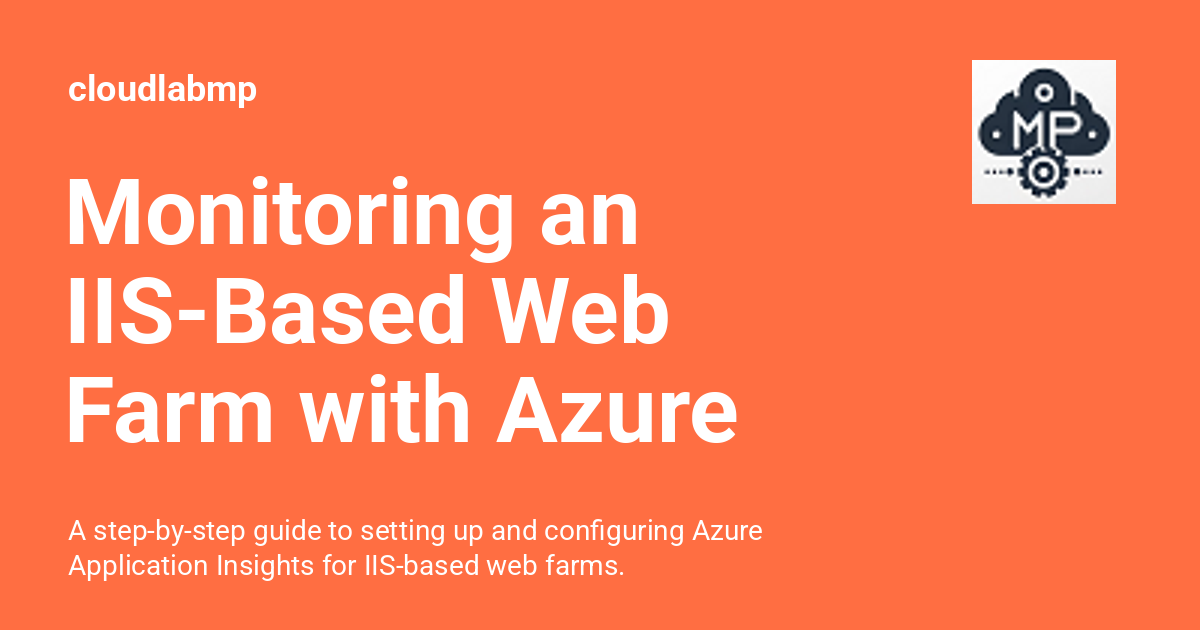 cloudlabmp
MP
Monitoring an
IIS-Based Web
Farm with Azure
A step-by-step guide to setting up and configuring Azure
Application Insights for IIS-based web farms.